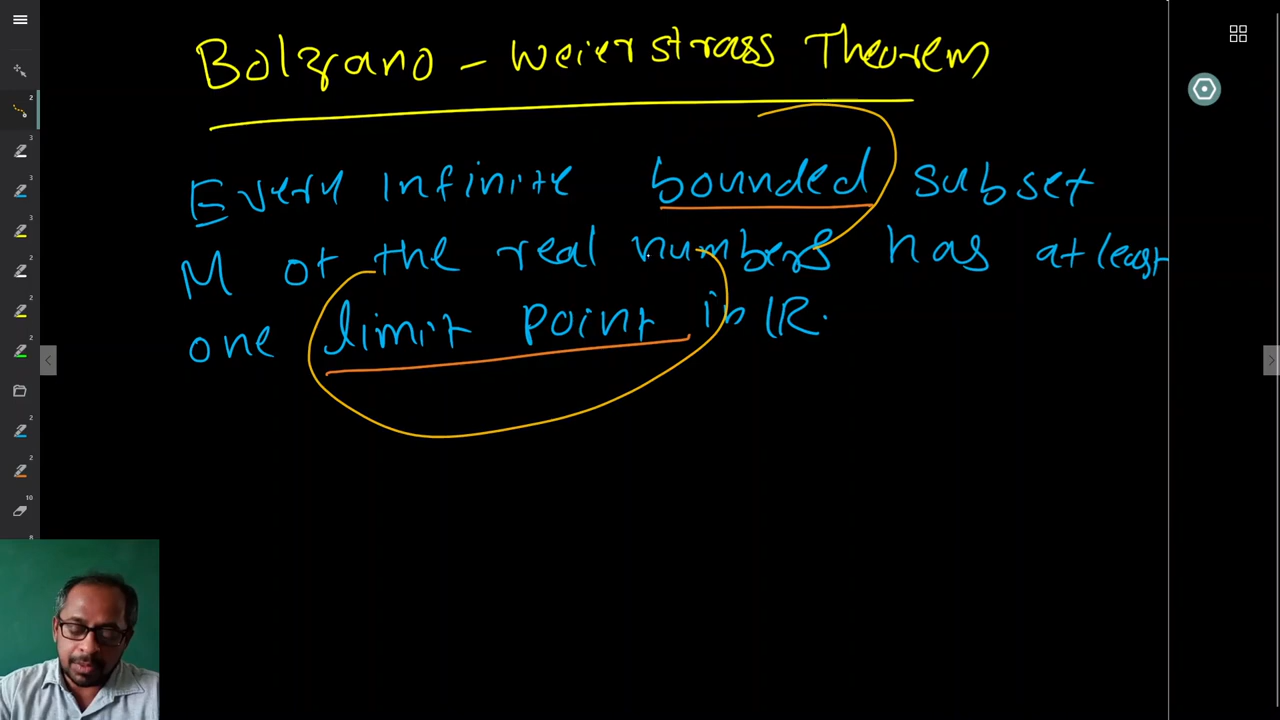 Bolzano - Weierstrass Theorem
Every infinite bounded subset
M of the real numbers has atleast
one limit point in IR.